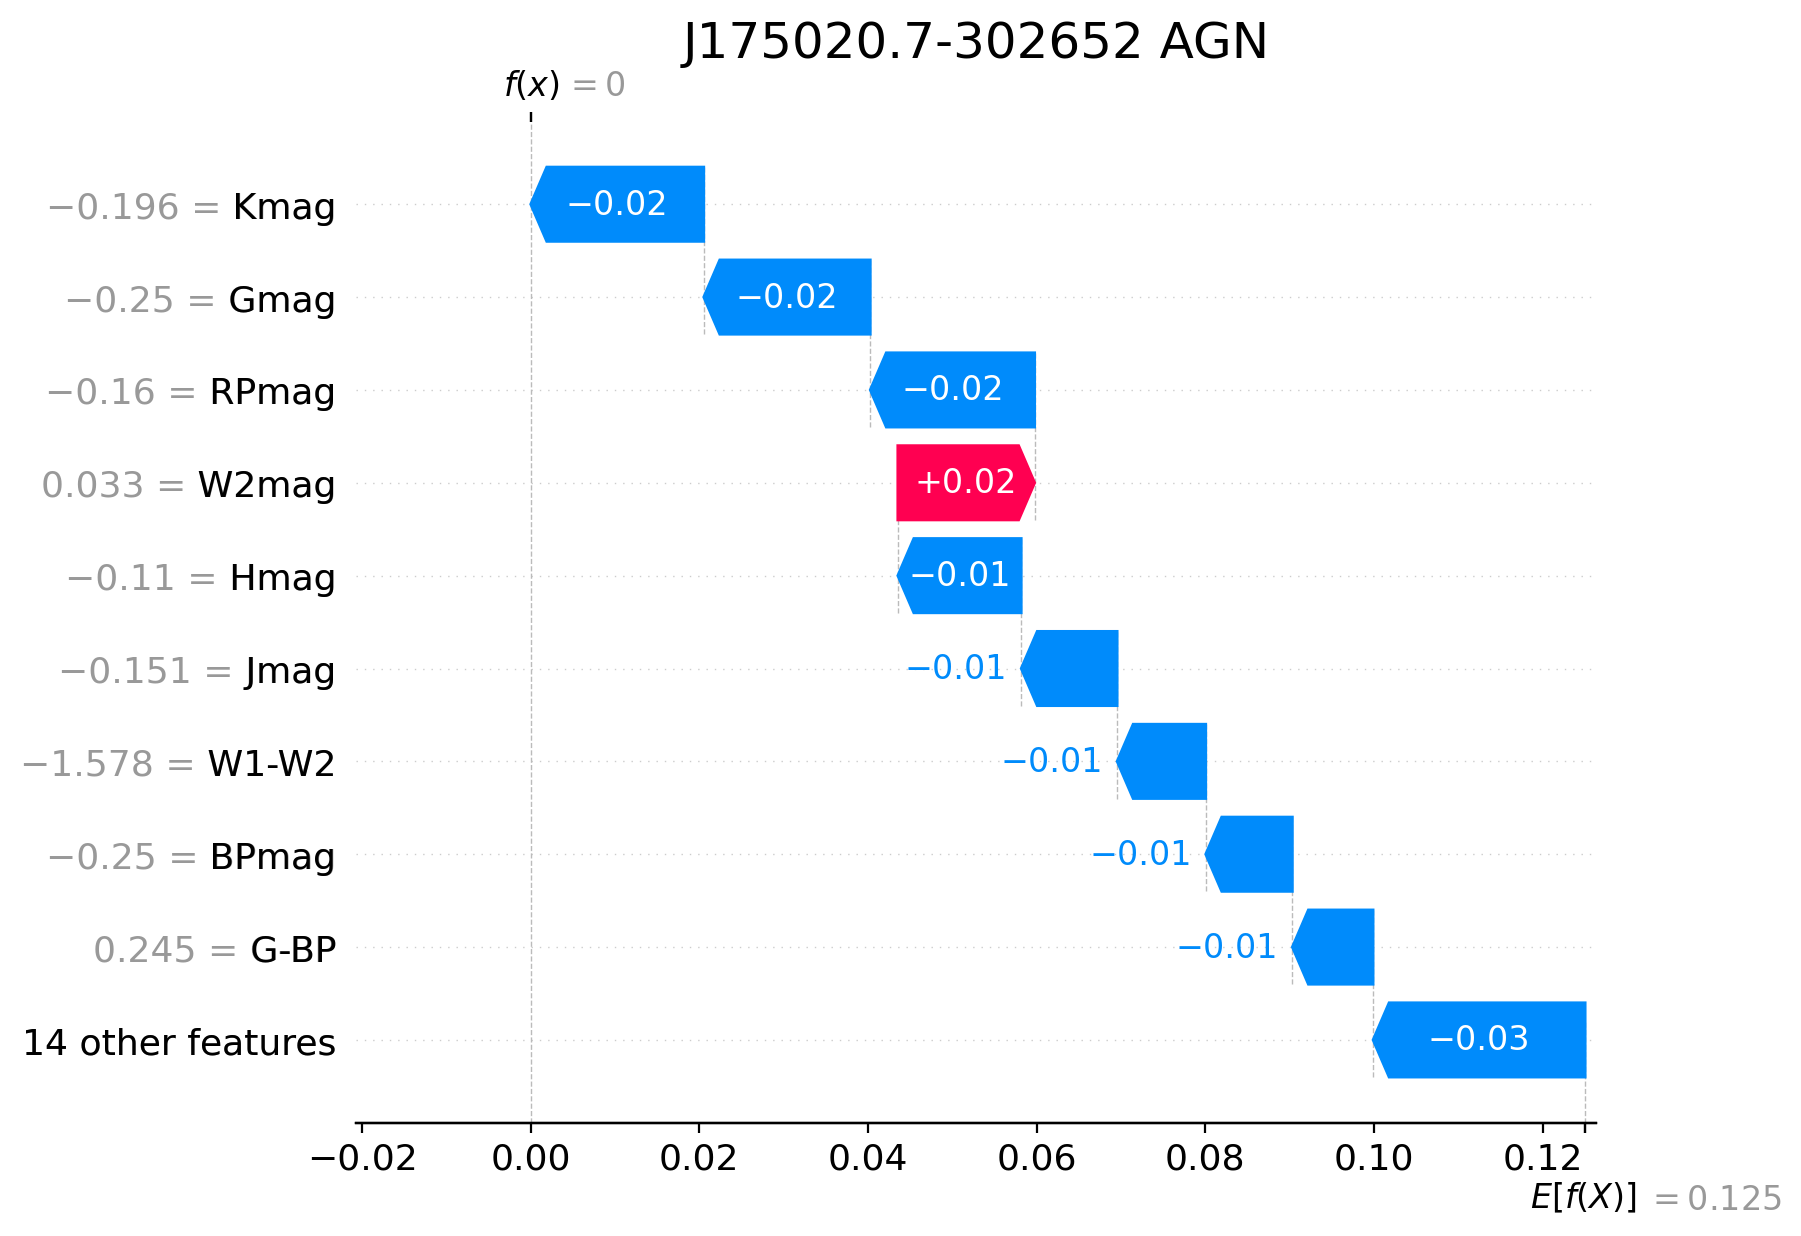 J175020.7-302652 AGN
f(x) = 0
−0.196 = Kmag −0.02
−0.25 = Gmag −0.02
−0.16 = RPmag −0.02
0.033 = W2mag +0.02
−0.11 = Hmag −0.01
−0.151 = Jmag −0.01
−1.578 = W1-W2 −0.01
−0.25 = BPmag −0.01
0.245 = G-BP −0.01
14 other features −0.03
−0.02 0.00 0.02 0.04 0.06 0.08 0.10 0.12
E[f(X)] = 0.125